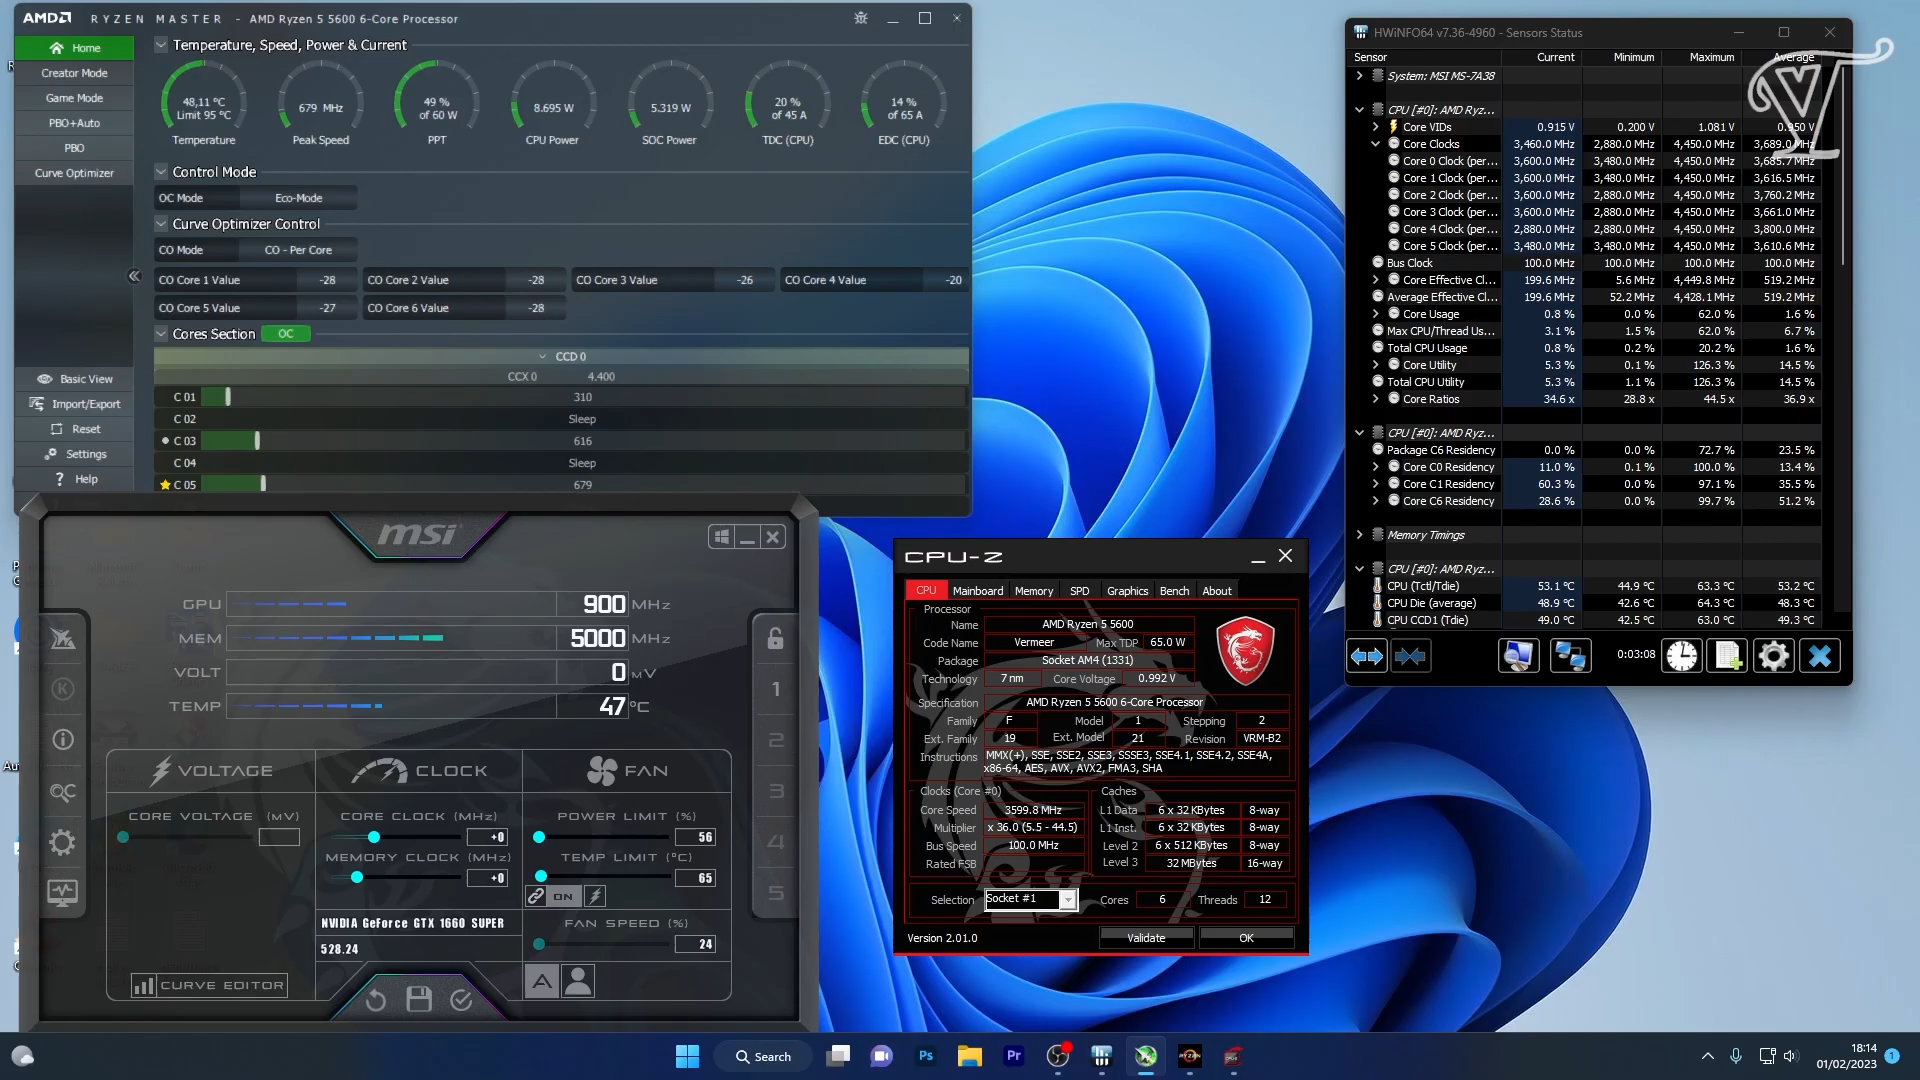 AMD RYZEN MASTER - AMD Ryzen 5 5600 6-Core Processor
Home
Creator Mode
Game Mode
PBO+Auto
PBO
Curve Optimizer
Basic View
Import/Export
Reset
Settings
Help
Temperature, Speed, Power & Current
48,11 °C
Limit 95 °C
Temperature
679 MHz
Peak Speed
49 %
of 60 W
PPT
8.695 W
CPU Power
5.319 W
SOC Power
20 %
of 45 A
TDC (CPU)
14 %
of 65 A
EDC (CPU)
Control Mode
OC Mode Eco-Mode
Curve Optimizer Control
CO Mode CO - Per Core
CO Core 1 Value -28 CO Core 2 Value -28 CO Core 3 Value -26 CO Core 4 Value -20
CO Core 5 Value -27 CO Core 6 Value -28
Cores Section OC
CCD 0
CCX 0 4.400
C 01 310
C 02 Sleep
C 03 616
C 04 Sleep
C 05 679
msi
GPU 900 MHz
MEM 5000 MHz
VOLT 0 MV
TEMP 47 °C
VOLTAGE
CORE VOLTAGE (MV)
CLOCK
CORE CLOCK (MHz)
+0
MEMORY CLOCK (MHz)
+0
FAN
POWER LIMIT (%)
56
TEMP LIMIT (°C)
65
ON
FAN SPEED (%)
24
A
NVIDIA GeForce GTX 1660 SUPER
528.24
CURVE EDITOR
K
OC
1
2
3
4
5
CPU-Z
CPU Mainboard Memory SPD Graphics Bench About
Processor
Name AMD Ryzen 5 5600
Code Name Vermeer Max TDP 65.0 W
Package Socket AM4 (1331)
Technology 7 nm Core Voltage 0.992 V
Specification AMD Ryzen 5 5600 6-Core Processor
Family F Model 1 Stepping 2
Ext. Family 19 Ext. Model 21 Revision VRM-B2
Instructions MMX(+), SSE, SSE2, SSE3, SSSE3, SSE4.1, SSE4.2, SSE4A,
x86-64, AES, AVX, AVX2, FMA3, SHA
Clocks (Core #0)
Core Speed 3599.8 MHz
Multiplier x 36.0 (5.5 - 44.5)
Bus Speed 100.0 MHz
Rated FSB
Caches
L1 Data 6 x 32 KBytes 8-way
L1 Inst. 6 x 32 KBytes 8-way
Level 2 6 x 512 KBytes 8-way
Level 3 32 MBytes 16-way
Selection Socket #1 Cores 6 Threads 12
Version 2.01.0 Validate OK
HWiNFO64 v7.36-4960 - Sensors Status
Sensor Current Minimum Maximum Average
System: MSI MS-7A38
CPU [#0]: AMD Ryz...
Core VIDs 0.915 V 0.200 V 1.081 V 0.950 V
Core Clocks 3,460.0 MHz 2,880.0 MHz 4,450.0 MHz 3,689.0 MHz
Core 0 Clock (per... 3,600.0 MHz 3,480.0 MHz 4,450.0 MHz 3,685.7 MHz
Core 1 Clock (per... 3,600.0 MHz 3,480.0 MHz 4,450.0 MHz 3,616.5 MHz
Core 2 Clock (per... 3,600.0 MHz 2,880.0 MHz 4,450.0 MHz 3,760.2 MHz
Core 3 Clock (per... 3,600.0 MHz 2,880.0 MHz 4,450.0 MHz 3,661.0 MHz
Core 4 Clock (per... 2,880.0 MHz 2,880.0 MHz 4,450.0 MHz 3,800.0 MHz
Core 5 Clock (per... 3,480.0 MHz 3,480.0 MHz 4,450.0 MHz 3,610.6 MHz
Bus Clock 100.0 MHz 100.0 MHz 100.0 MHz 100.0 MHz
Core Effective Cl... 199.6 MHz 5.6 MHz 4,449.8 MHz 519.2 MHz
Average Effective Cl... 199.6 MHz 52.2 MHz 4,428.1 MHz 519.2 MHz
Core Usage 0.8 % 0.0 % 62.0 % 1.6 %
Max CPU/Thread Us... 3.1 % 1.5 % 62.0 % 6.7 %
Total CPU Usage 0.8 % 0.2 % 20.2 % 1.6 %
Core Utility 5.3 % 0.1 % 126.3 % 14.5 %
Total CPU Utility 5.3 % 1.1 % 126.3 % 14.5 %
Core Ratios 34.6 x 28.8 x 44.5 x 36.9 x
CPU [#0]: AMD Ryz...
Package C6 Residency 0.0 % 0.0 % 72.7 % 23.5 %
Core C0 Residency 11.0 % 0.1 % 100.0 % 13.4 %
Core C1 Residency 60.3 % 0.0 % 97.1 % 35.5 %
Core C6 Residency 28.6 % 0.0 % 99.7 % 51.2 %
Memory Timings
CPU [#0]: AMD Ryz...
CPU (Tctl/Tdie) 53.1 °C 44.9 °C 63.3 °C 53.2 °C
CPU Die (average) 48.9 °C 42.6 °C 64.3 °C 48.3 °C
CPU CCD1 (Tdie) 49.0 °C 42.5 °C 63.0 °C 49.3 °C
0:03:08
Search
Ps
Pr
RYZEN
18:14
01/02/2023
1